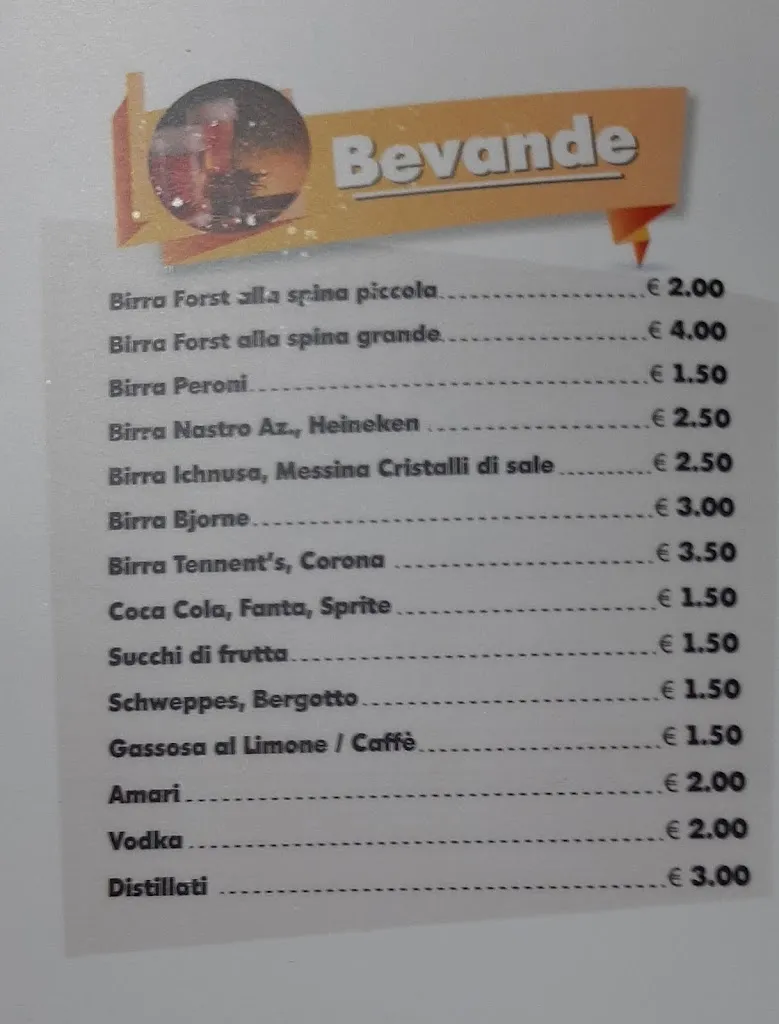 Bevande
Birra Forst alla spina piccola....................€ 2.00
Birra Forst alla spina grande....................€ 4.00
Birra Peroni....................€ 1.50
Birra Nastro Az., Heineken ....................€ 2.50
Birra Ichnusa, Messina Cristalli di sale..........€ 2.50
Birra Bjorne....................€ 3.00
Birra Tennent's, Corona ....................€ 3.50
Coca Cola, Fanta, Sprite....................€ 1.50
Succhi di frutta....................€ 1.50
Schweppes, Bergotto....................€ 1.50
Gassosa al Limone / Caffè....................€ 1.50
Amari....................€ 2.00
Vodka....................€ 2.00
Distillati ....................€ 3.00